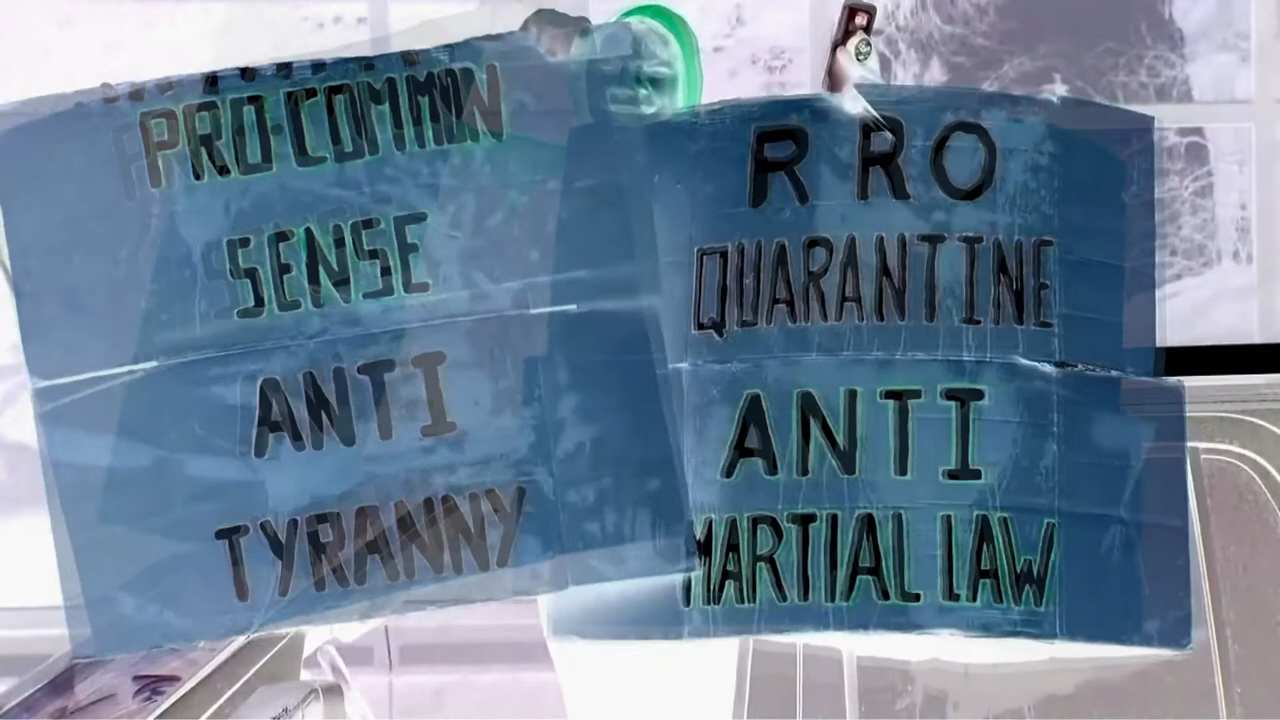 PRO-COMMON
SENSE
ANTI
TYRANNY
R RO
QUARANTINE
ANTI
MARTIAL LAW